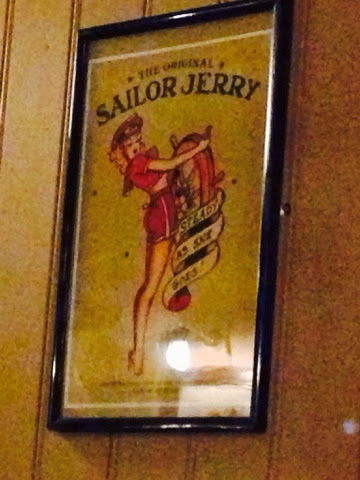 THE ORIGINAL
SAILOR JERRY
STEADY
AS SHE
GOES!